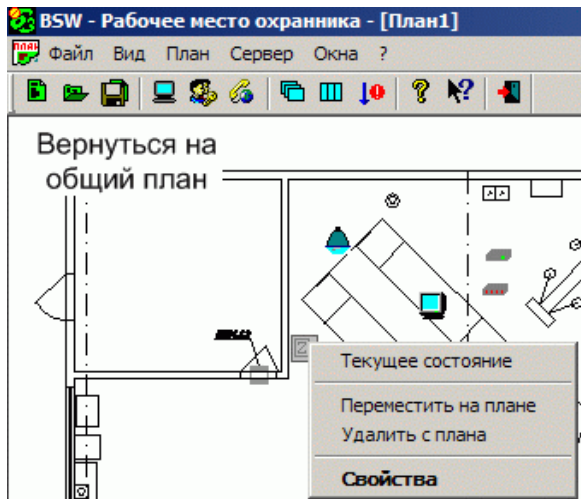 BSW - Рабочее место охранника - [План1]
Файл Вид План Сервер Окна ?
Вернуться на
общий план
Текущее состояние
Переместить на плане
Удалить с плана
Свойства